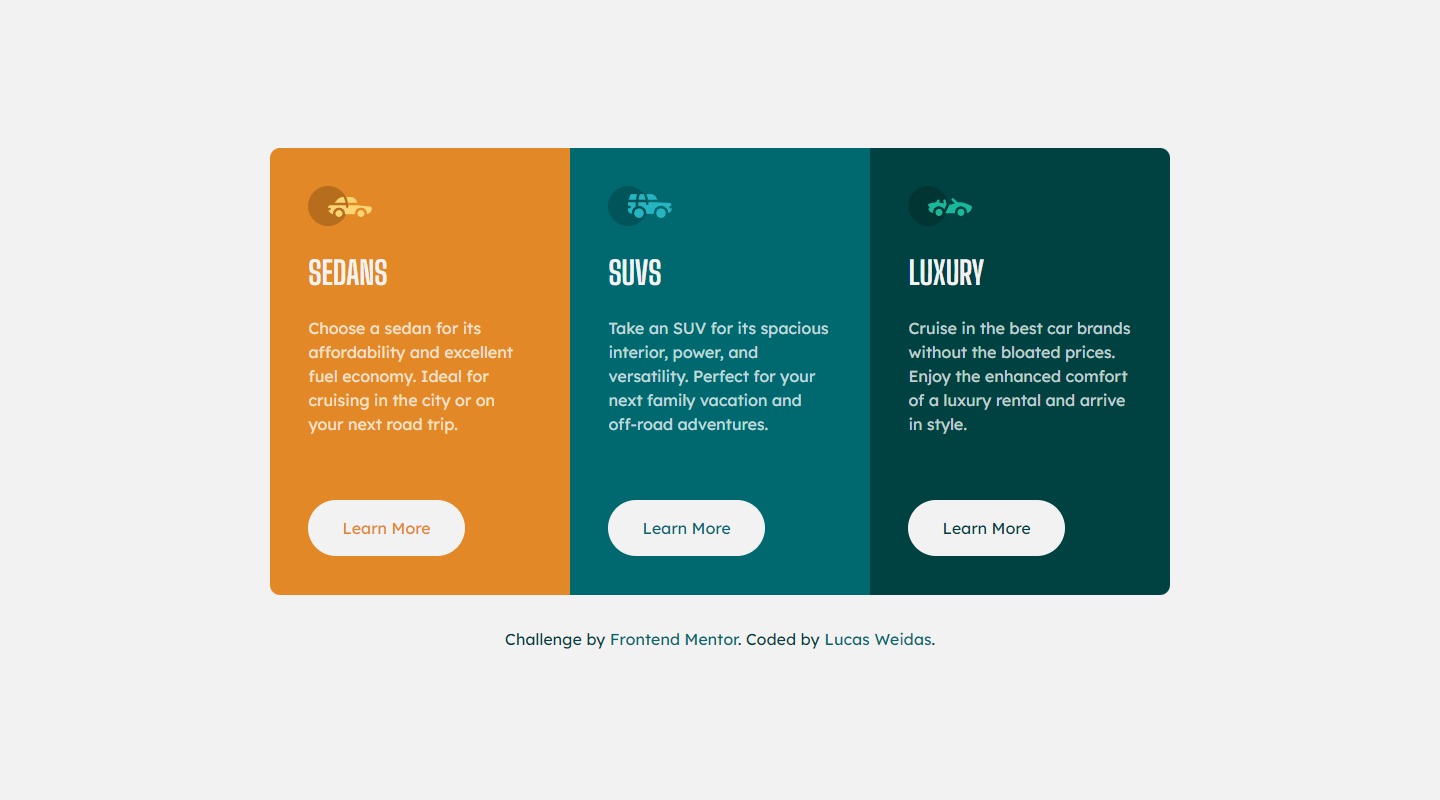 SEDANS
Choose a sedan for its
affordability and excellent
fuel economy. Ideal for
cruising in the city or on
your next road trip.
Learn More
SUVS
Take an SUV for its spacious
interior, power, and
versatility. Perfect for your
next family vacation and
off-road adventures.
Learn More
LUXURY
Cruise in the best car brands
without the bloated prices.
Enjoy the enhanced comfort
of a luxury rental and arrive
in style.
Learn More
Challenge by Frontend Mentor. Coded by Lucas Weidas.